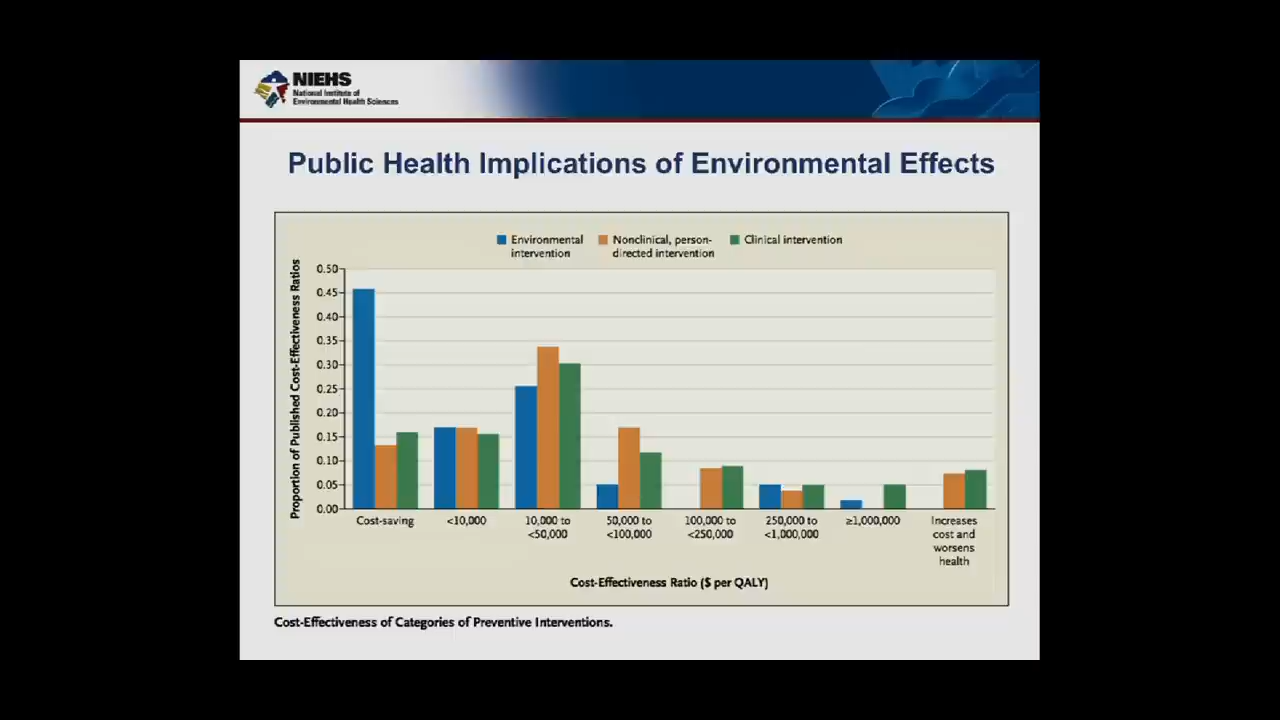 NIEHS
National Institute of
Environmental Health Sciences
Public Health Implications of Environmental Effects
Environmental
intervention
Nonclinical, person-
directed intervention
Clinical intervention
Proportion of Published Cost-Effectiveness Ratios
0.50
0.45
0.40
0.35
0.30
0.25
0.20
0.15
0.10
0.05
0.00
Cost-saving
<10,000
10,000 to
<50,000
50,000 to
<100,000
100,000 to
<250,000
250,000 to
<1,000,000
≥1,000,000
Increases
cost and
worsens
health
Cost-Effectiveness Ratio ($ per QALY)
Cost-Effectiveness of Categories of Preventive Interventions.